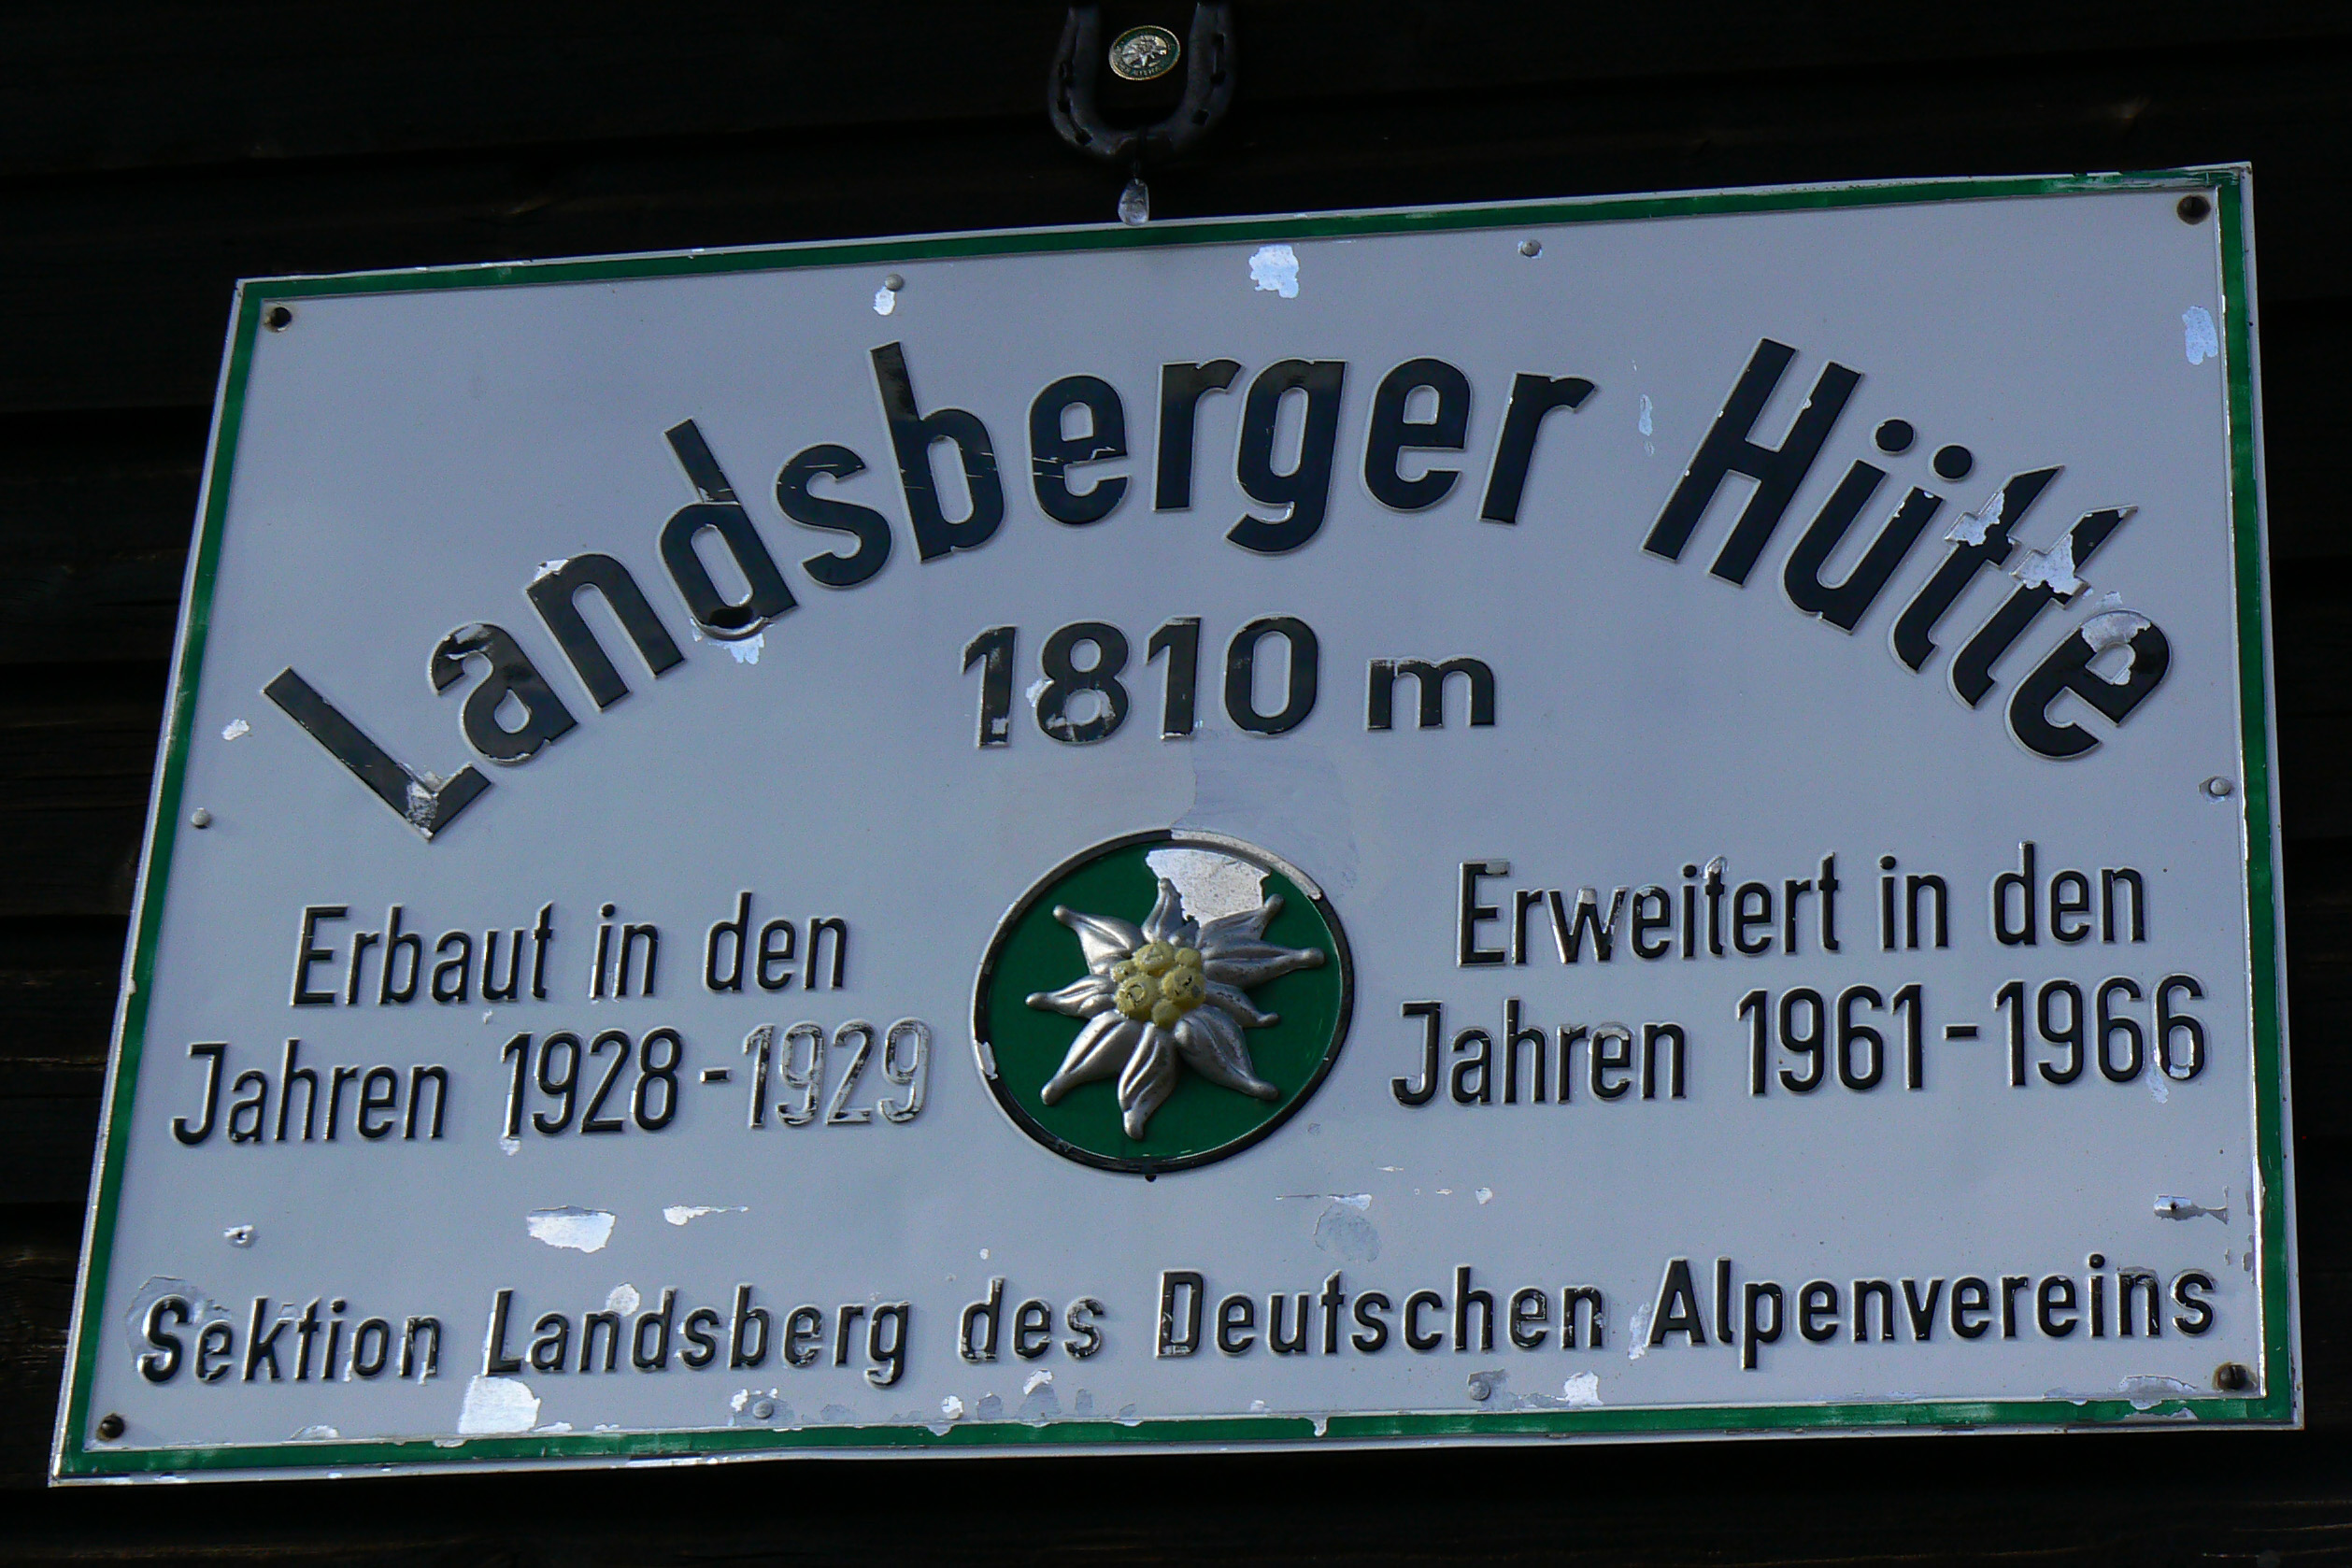 Landsberger Hütte
1810 m
Erbaut in den
Jahren 1928-1929
Erweitert in den
Jahren 1961-1966
Sektion Landsberg des Deutschen Alpenvereins